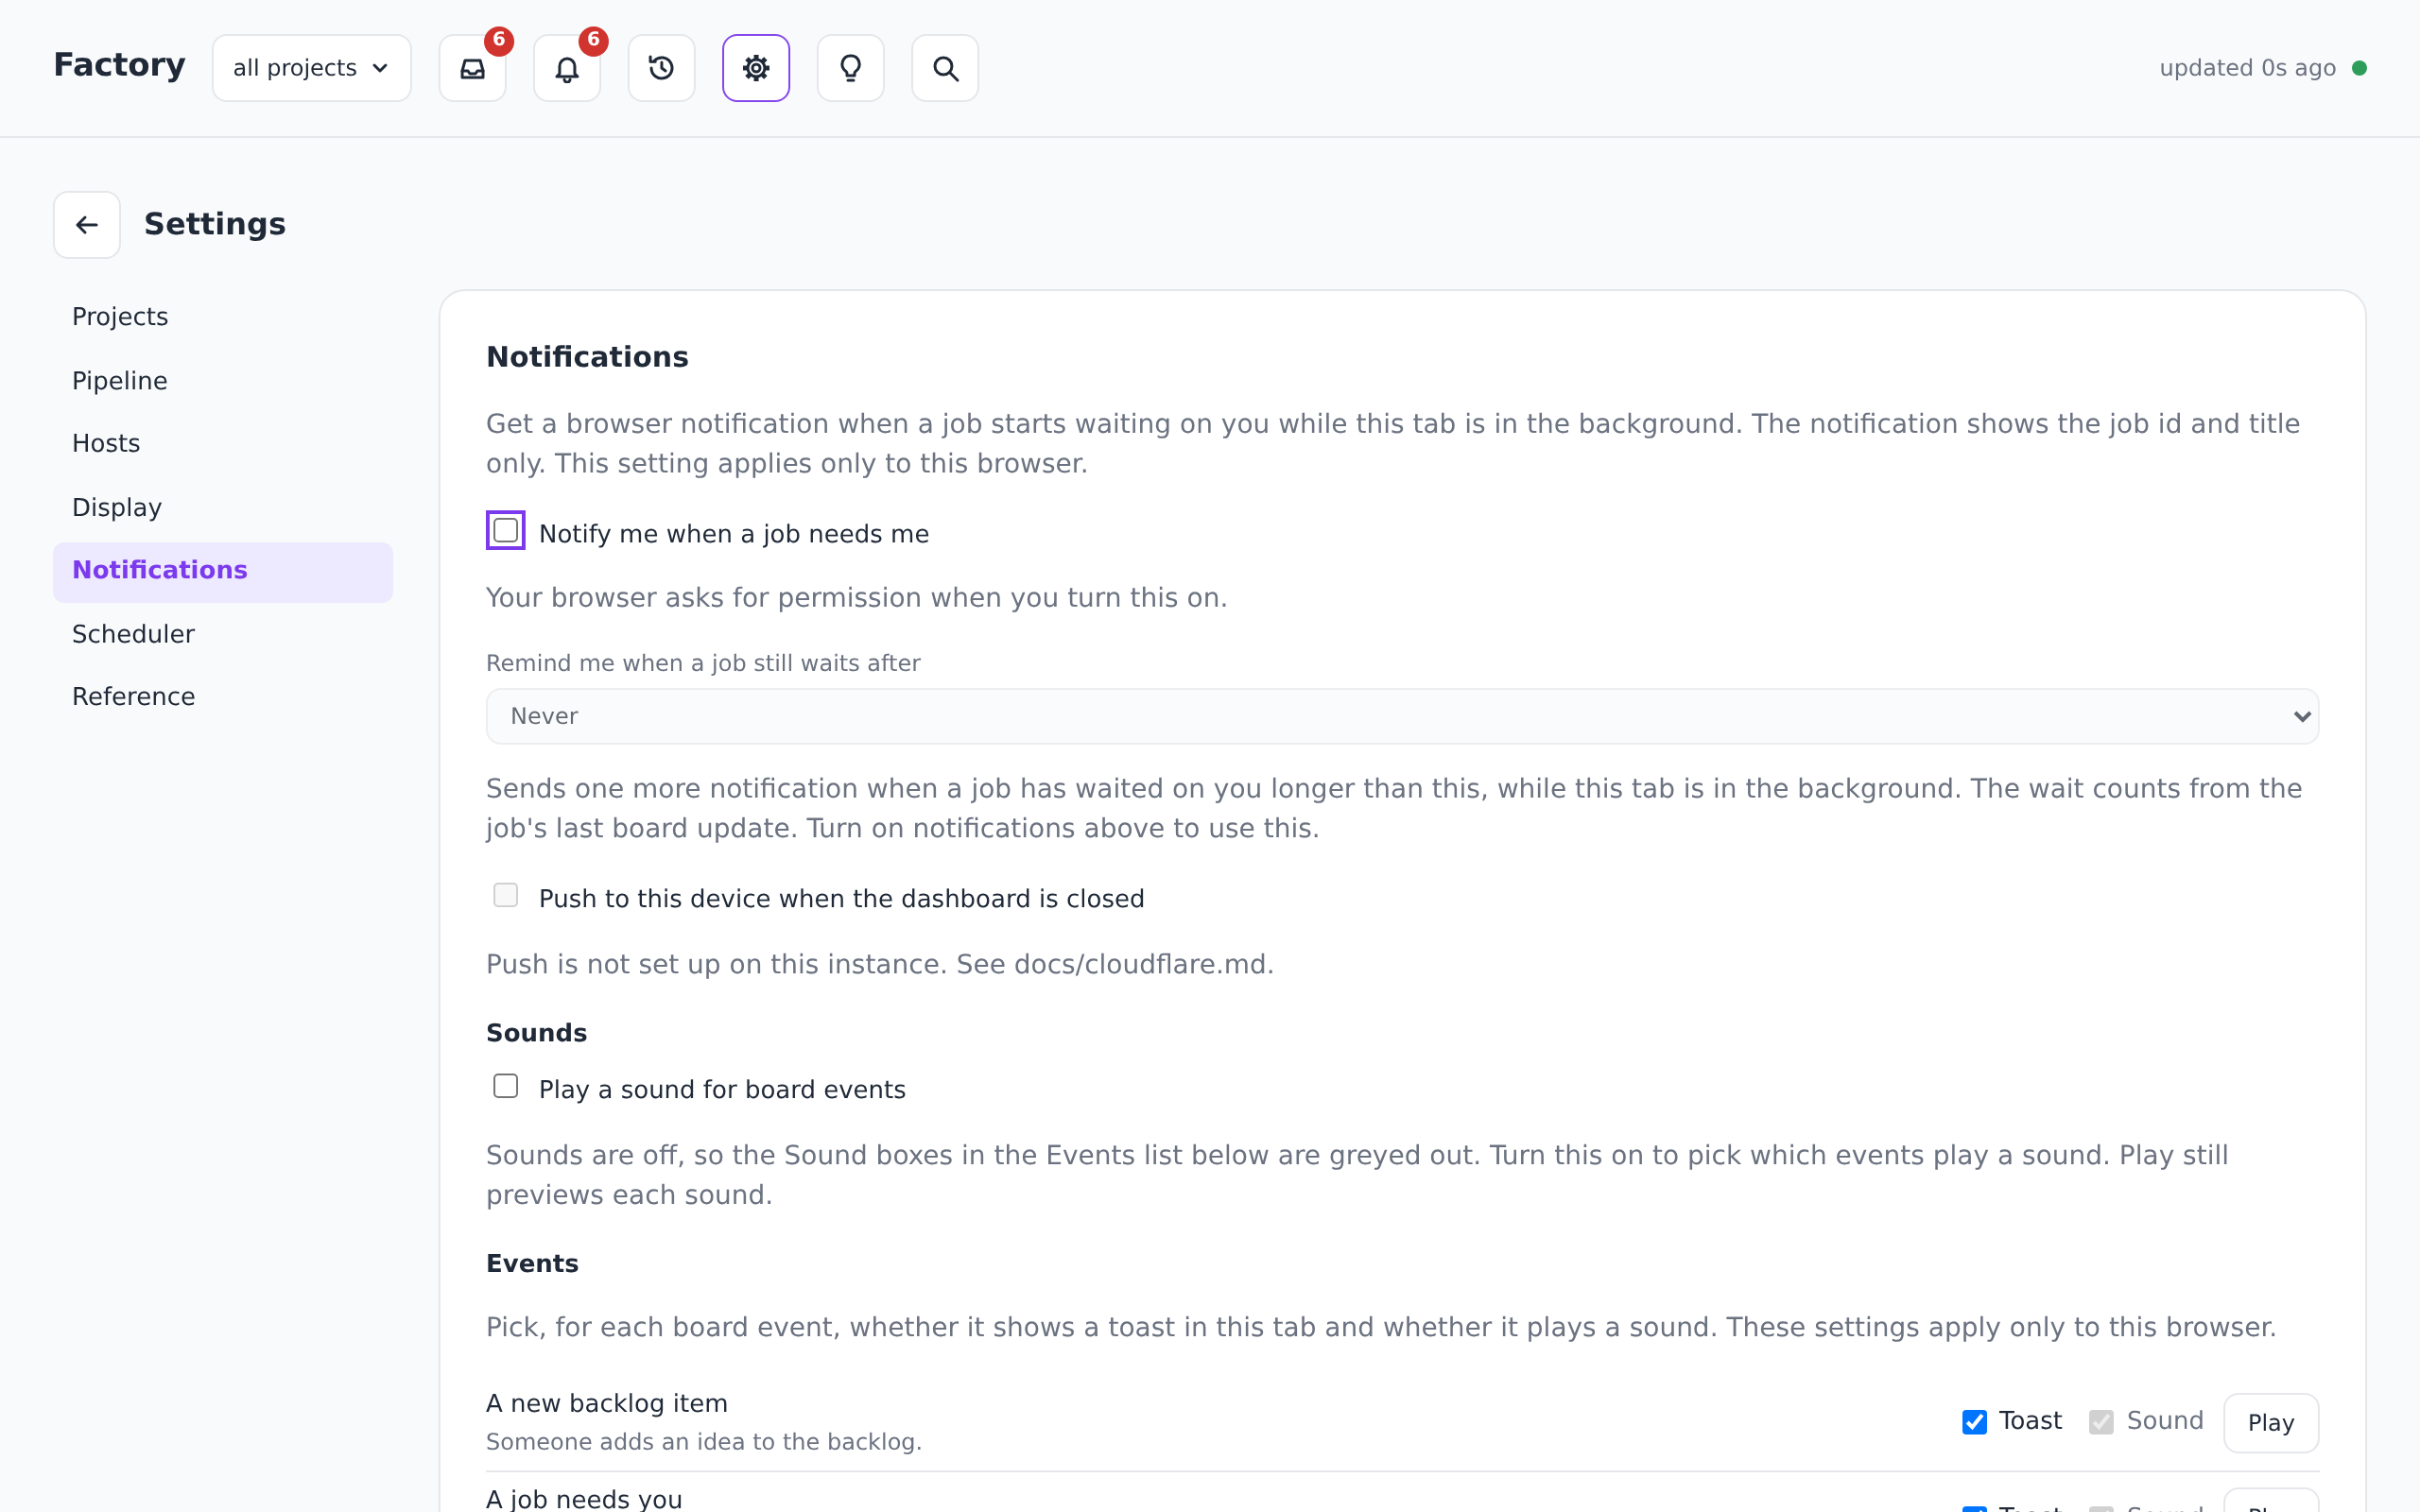 Factory
all projects
6
6
updated 0s ago
Settings
Projects
Pipeline
Hosts
Display
Notifications
Scheduler
Reference
Notifications
Get a browser notification when a job starts waiting on you while this tab is in the background. The notification shows the job id and title
only. This setting applies only to this browser.
Notify me when a job needs me
Your browser asks for permission when you turn this on.
Remind me when a job still waits after
Never
Sends one more notification when a job has waited on you longer than this, while this tab is in the background. The wait counts from the
job's last board update. Turn on notifications above to use this.
Push to this device when the dashboard is closed
Push is not set up on this instance. See docs/cloudflare.md.
Sounds
Play a sound for board events
Sounds are off, so the Sound boxes in the Events list below are greyed out. Turn this on to pick which events play a sound. Play still
previews each sound.
Events
Pick, for each board event, whether it shows a toast in this tab and whether it plays a sound. These settings apply only to this browser.
A new backlog item
Someone adds an idea to the backlog.
Toast Sound Play
A job needs you